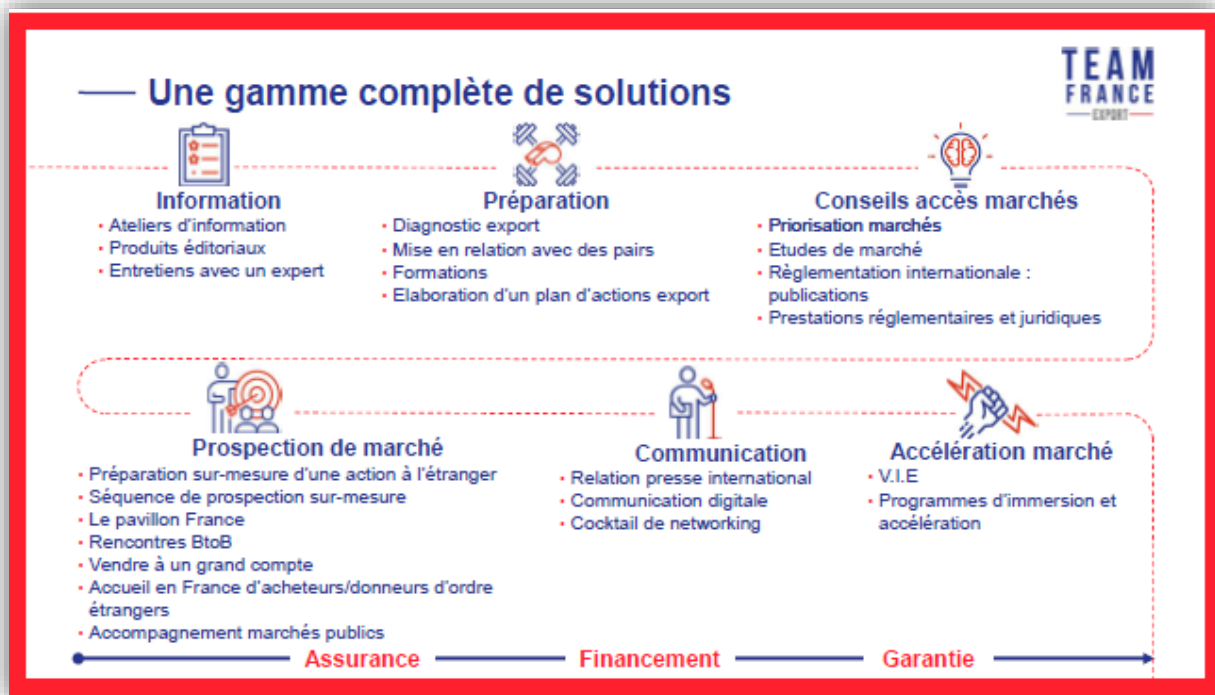 Une gamme complète de solutions
TEAM
FRANCE
EXPORT
Information
• Ateliers d'information
• Produits éditoriaux
• Entretiens avec un expert
Préparation
• Diagnostic export
• Mise en relation avec des pairs
• Formations
• Elaboration d'un plan d'actions export
Conseils accès marchés
• Priorisation marchés
• Etudes de marché
• Règlementation internationale :
publications
• Prestations réglementaires et juridiques
Prospection de marché
• Préparation sur-mesure d'une action à l'étranger
• Séquence de prospection sur-mesure
• Le pavillon France
• Rencontres BtoB
• Vendre à un grand compte
• Accueil en France d'acheteurs/donneurs d'ordre
étrangers
• Accompagnement marchés publics
Communication
• Relation presse international
• Communication digitale
• Cocktail de networking
Accélération marché
• V.I.E
• Programmes d'immersion et
accélération
Assurance
Financement
Garantie